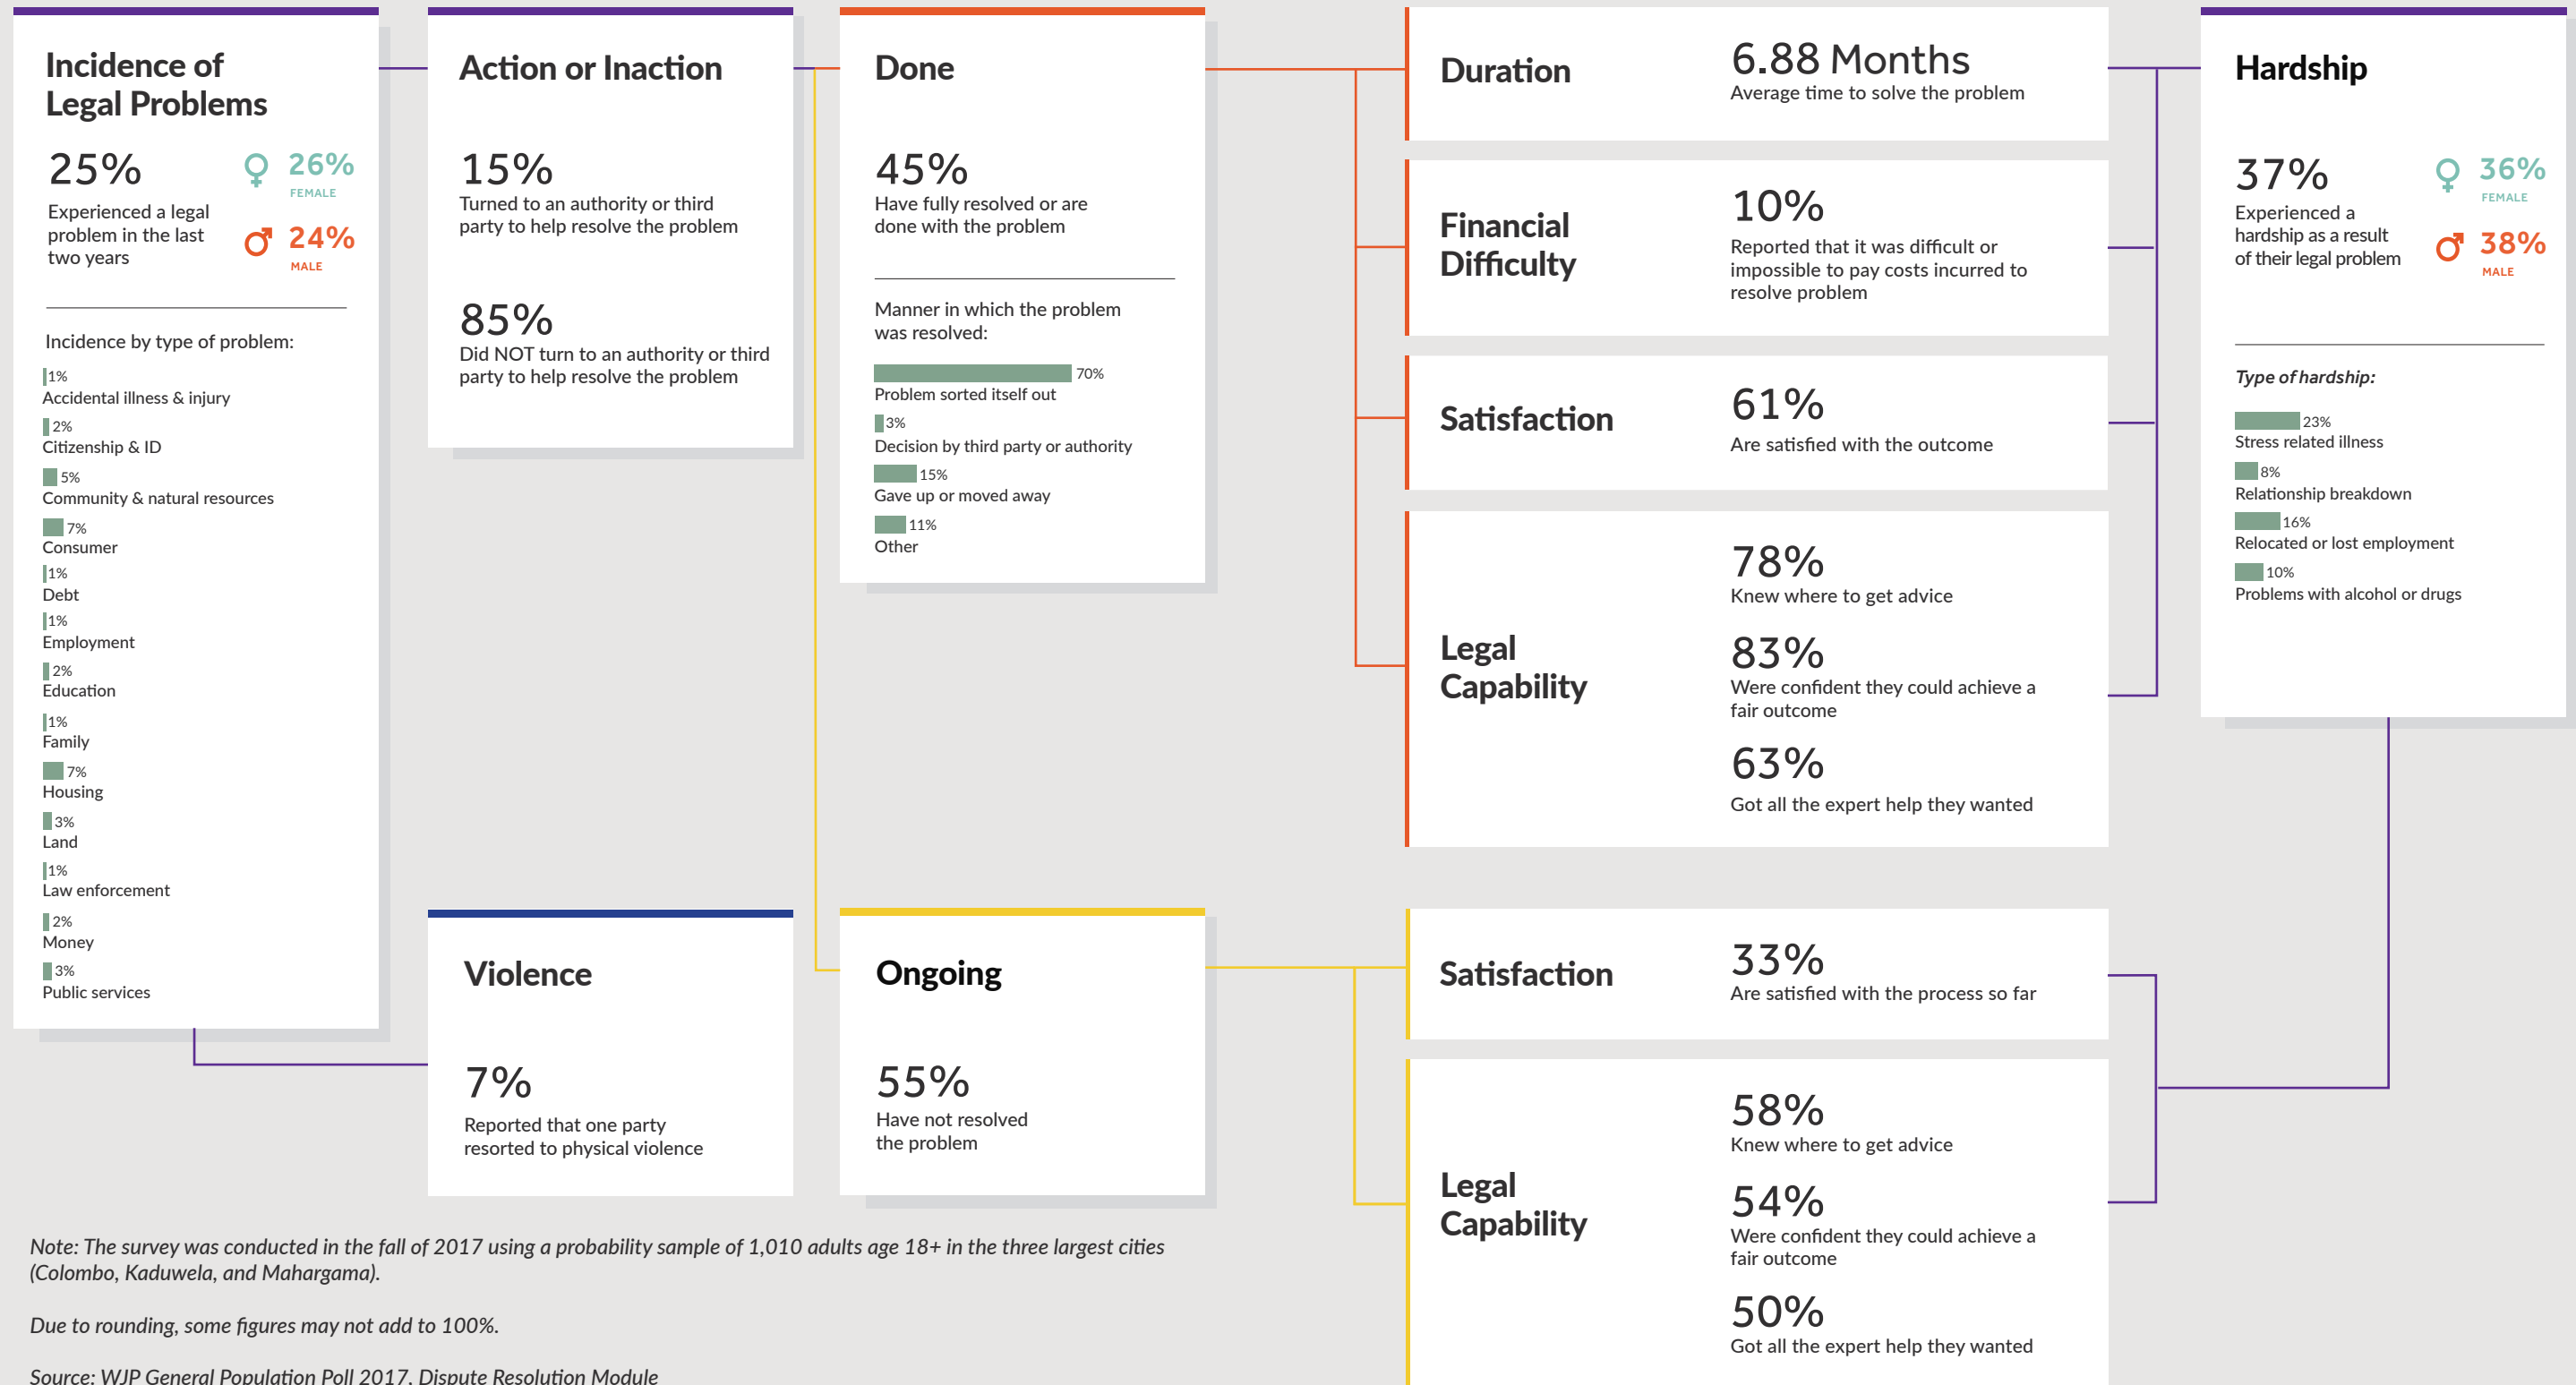 Incidence of
Legal Problems
25%
Experienced a legal
problem in the last
two years
26%
FEMALE
24%
MALE
Incidence by type of problem:
1%
Accidental illness & injury
2%
Citizenship & ID
5%
Community & natural resources
7%
Consumer
1%
Debt
1%
Employment
2%
Education
1%
Family
7%
Housing
3%
Land
1%
Law enforcement
2%
Money
3%
Public services
Action or Inaction
15%
Turned to an authority or third
party to help resolve the problem
85%
Did NOT turn to an authority or third
party to help resolve the problem
Violence
7%
Reported that one party
resorted to physical violence
Done
45%
Have fully resolved or are
done with the problem
Manner in which the problem
was resolved:
70%
Problem sorted itself out
3%
Decision by third party or authority
15%
Gave up or moved away
11%
Other
Ongoing
55%
Have not resolved
the problem
Duration
6.88 Months
Average time to solve the problem
Financial
Difficulty
10%
Reported that it was difficult or
impossible to pay costs incurred to
resolve problem
Satisfaction
61%
Are satisfied with the outcome
Legal
Capability
78%
Knew where to get advice
83%
Were confident they could achieve a
fair outcome
63%
Got all the expert help they wanted
Satisfaction
33%
Are satisfied with the process so far
Legal
Capability
58%
Knew where to get advice
54%
Were confident they could achieve a
fair outcome
50%
Got all the expert help they wanted
Hardship
37%
Experienced a
hardship as a result
of their legal problem
36%
FEMALE
38%
MALE
Type of hardship:
23%
Stress related illness
8%
Relationship breakdown
16%
Relocated or lost employment
10%
Problems with alcohol or drugs
Note: The survey was conducted in the fall of 2017 using a probability sample of 1,010 adults age 18+ in the three largest cities
(Colombo, Kaduwela, and Mahargama).
Due to rounding, some figures may not add to 100%.
Source: WJP General Population Poll 2017, Dispute Resolution Module